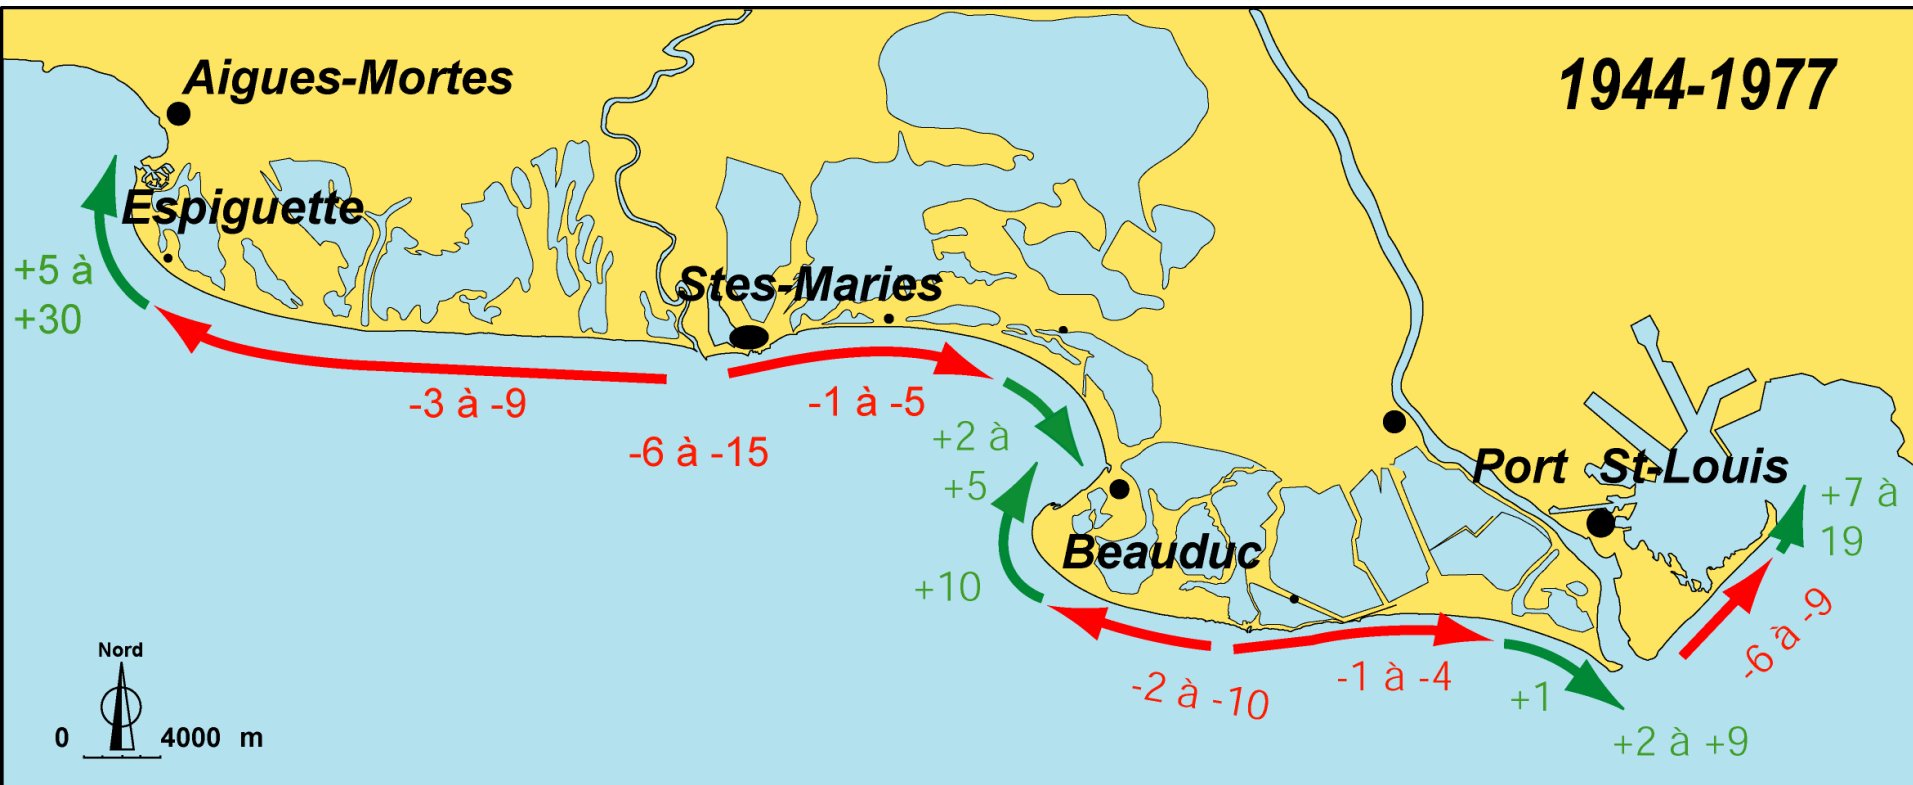 1944-1977
Aigues-Mortes
Espiguette
+5 à
+30
Stes-Maries
-3 à -9
-1 à -5
-6 à -15
+2 à
+5
Port St-Louis
+7 à
19
Beauduc
+10
-6 à -9
-2 à -10
-1 à -4
+1
+2 à +9
Nord
0 4000 m